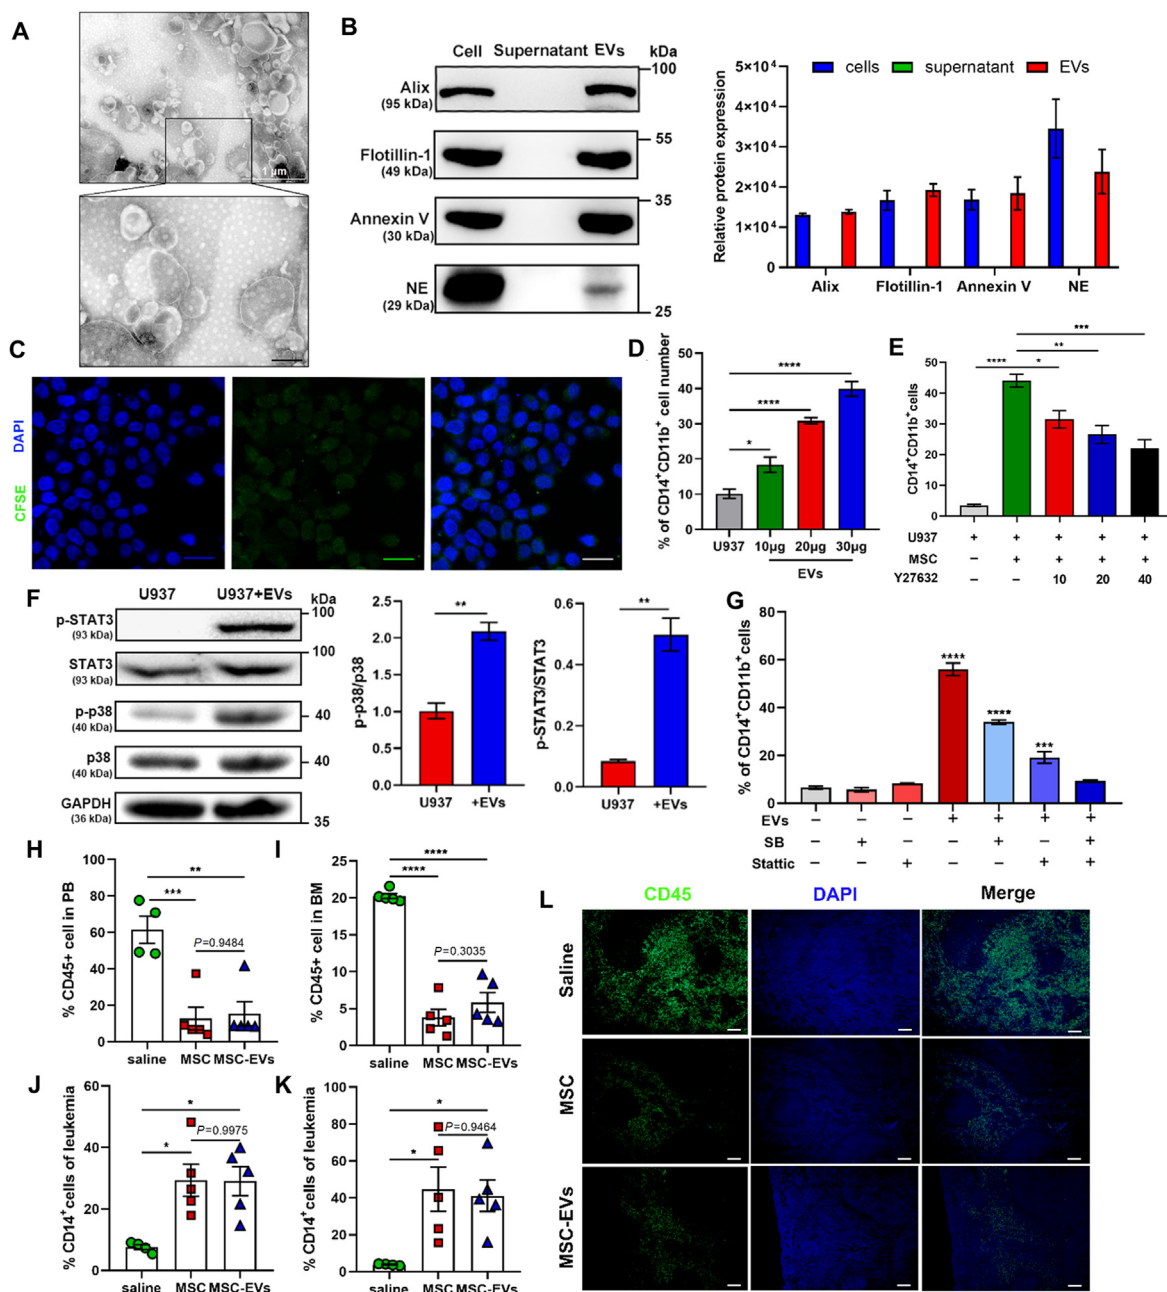 A
1 µm
B
Cell Supernatant EVs kDa
Alix
(95 kDa)
100
Flotillin-1
(49 kDa)
55
Annexin V
(30 kDa)
35
NE
(29 kDa)
25
cells supernatant EVs
Relative protein expression
5×10⁴
4×10⁴
3×10⁴
2×10⁴
1×10⁴
0
Alix Flotillin-1 Annexin V NE
C
DAPI
CFSE
D
% of CD14⁺CD11b⁺ cell number
50
40
30
20
10
0
****
****
*
U937 10µg 20µg 30µg
EVs
E
CD14⁺CD11b⁺cells
50
40
30
20
10
0
***
**
**** *
U937 + + + + +
MSC − + + + +
Y27632 − − 10 20 40
F
U937 U937+EVs kDa
p-STAT3
(93 kDa)
100
STAT3
(93 kDa)
100
p-p38
(40 kDa)
40
p38
(40 kDa)
40
GAPDH
(36 kDa)
35
p-p38/p38
2.5
2.0
1.5
1.0
0.5
0.0
**
U937 +EVs
p-STAT3/STAT3
0.6
0.4
0.2
0.0
**
U937 +EVs
G
% of CD14⁺CD11b⁺cells
80
60
40
20
0
****
****
***
EVs − − − + + + +
SB − + − − + − +
Stattic − − + − − + +
H
% CD45+ cell in PB
100
80
60
40
20
0
**
***
P=0.9484
saline MSC MSC-EVs
I
% CD45+ cell in BM
25
20
15
10
5
0
****
****
P=0.3035
saline MSC MSC-EVs
J
% CD14⁺cells of leukemia
60
40
20
0
*
*
P=0.9975
saline MSC MSC-EVs
K
% CD14⁺cells of leukemia
100
80
60
40
20
0
*
*
P=0.9464
saline MSC MSC-EVs
L
CD45 DAPI Merge
Saline
MSC
MSC-EVs